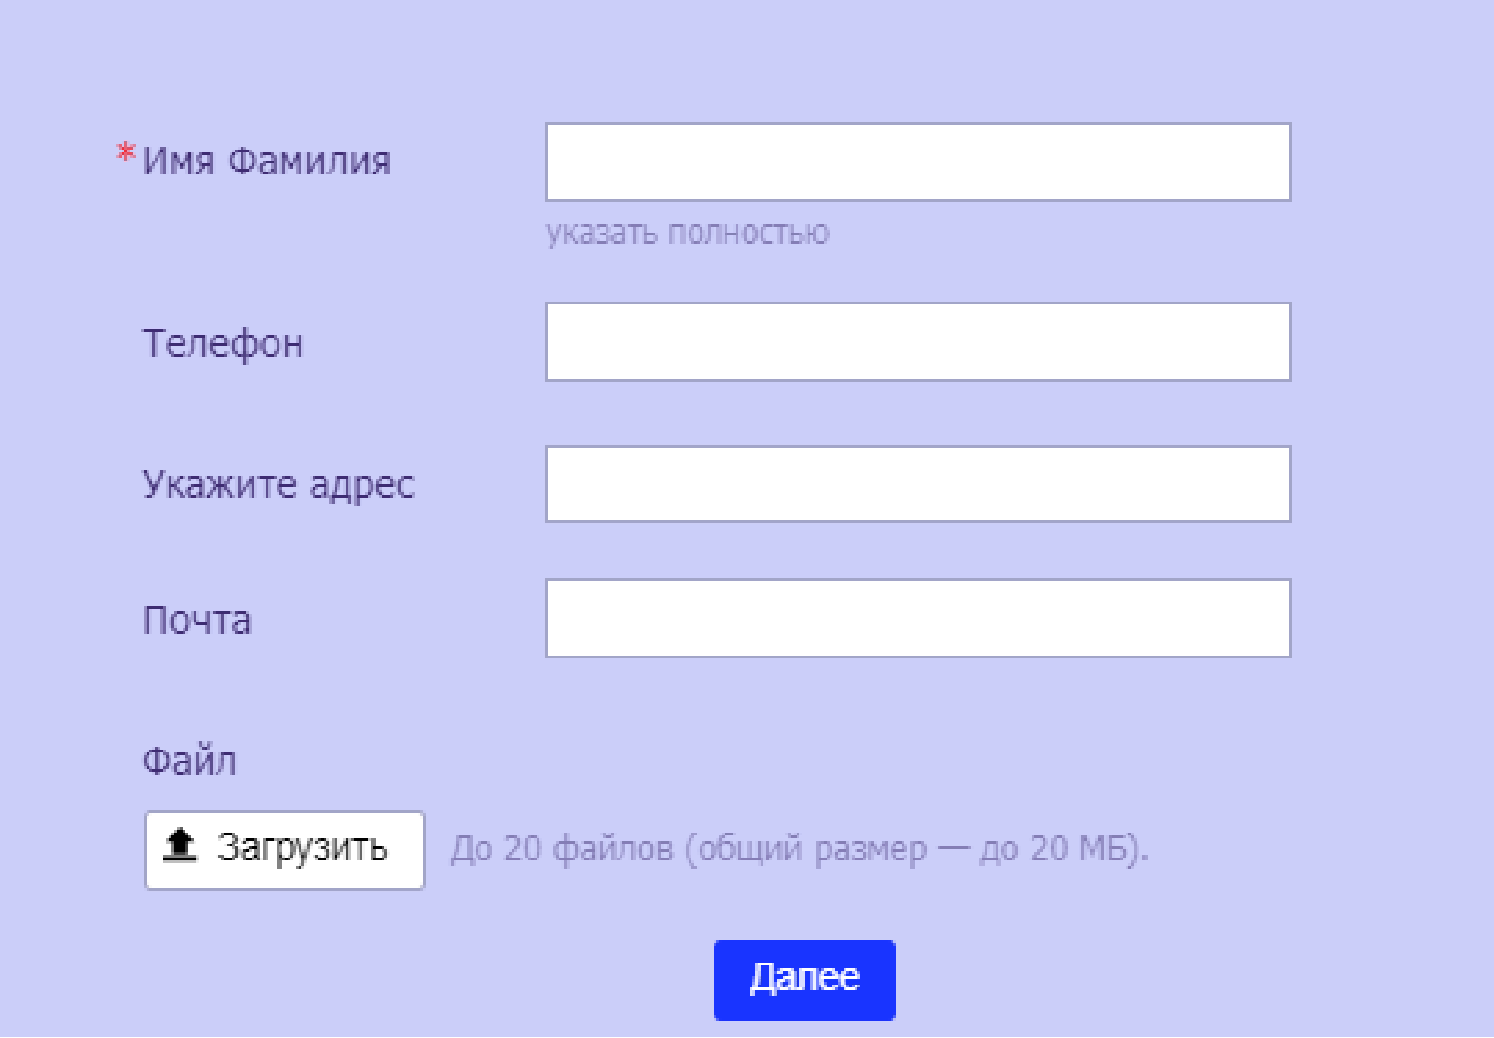 *Имя Фамилия
указать полностью
Телефон
Укажите адрес
Почта
Файл
Загрузить До 20 файлов (общий размер — до 20 МБ).
Далее